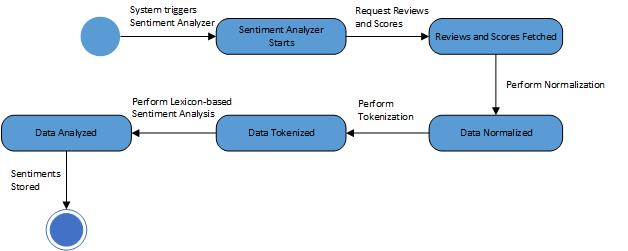 System triggers
Sentiment Analyzer
Sentiment Analyzer
Starts
Request Reviews
and Scores
Reviews and Scores Fetched
Perform Normalization
Data Normalized
Perform
Tokenization
Data Tokenized
Perform Lexicon-based
Sentiment Analysis
Data Analyzed
Sentiments
Stored